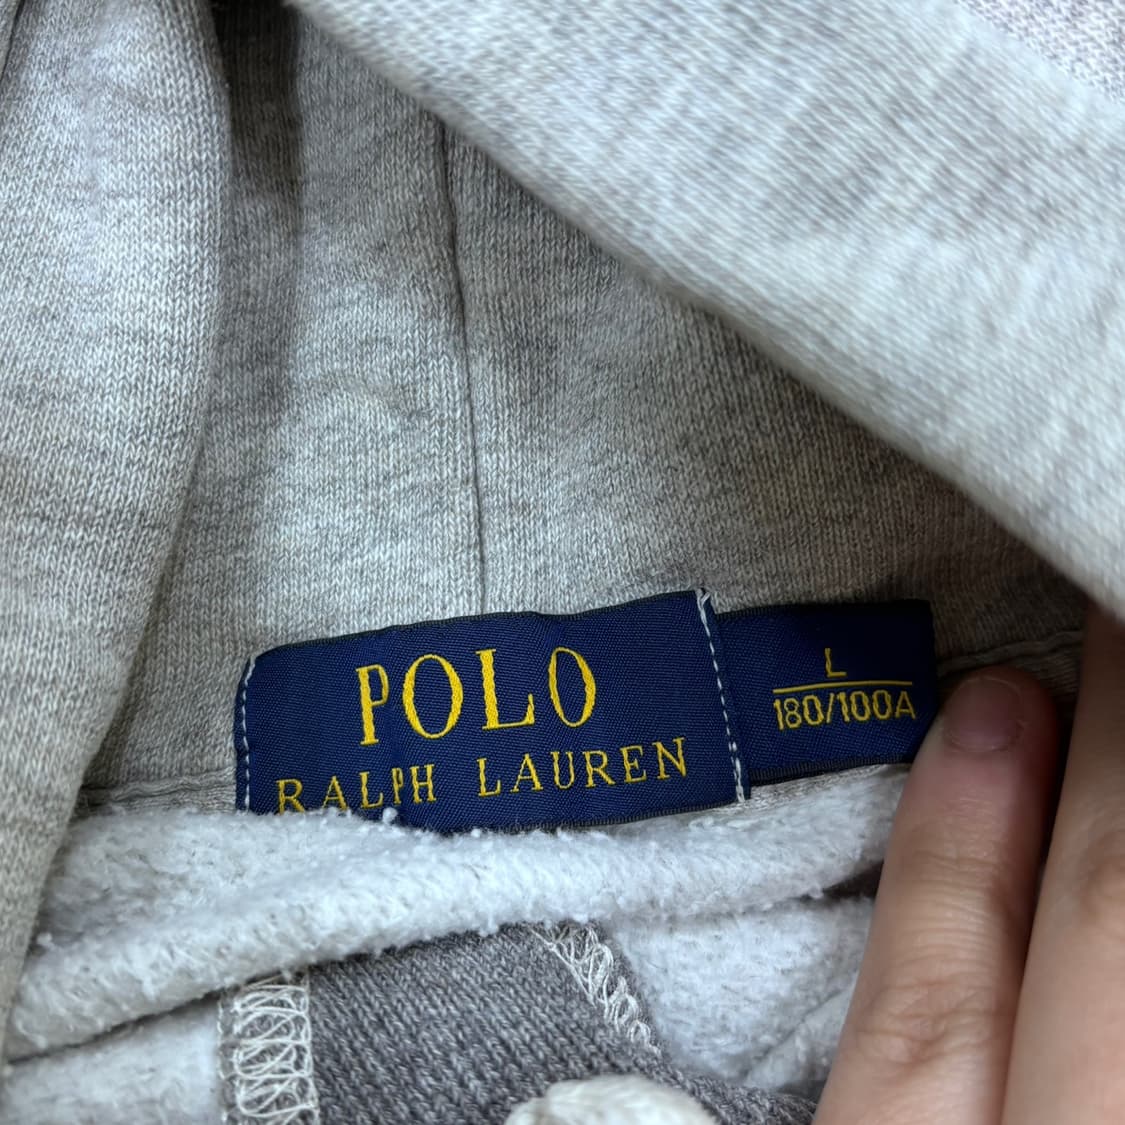 POLO
RALPH LAUREN
L
180/100A